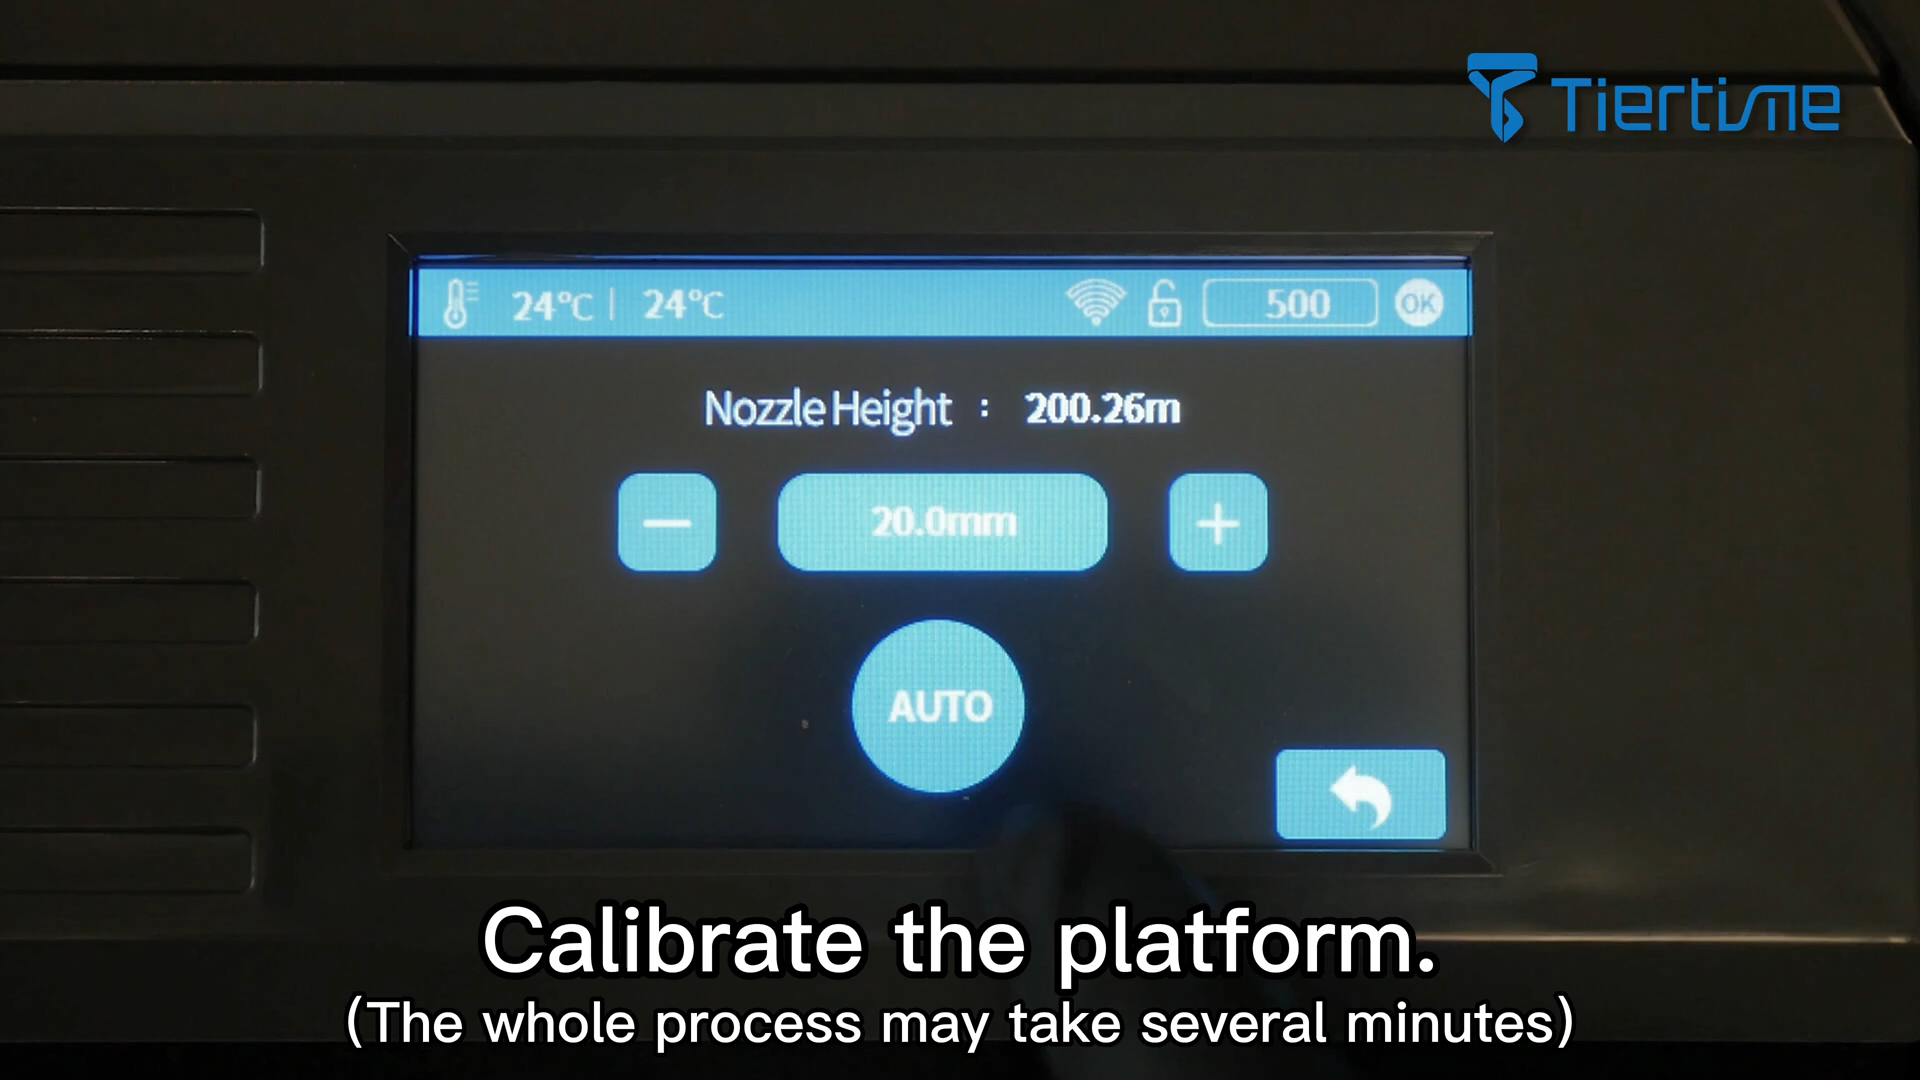 Tiertime
24°C | 24°C 500 OK
Nozzle Height : 200.26m
20.0mm
AUTO
Calibrate the platform.
(The whole process may take several minutes)